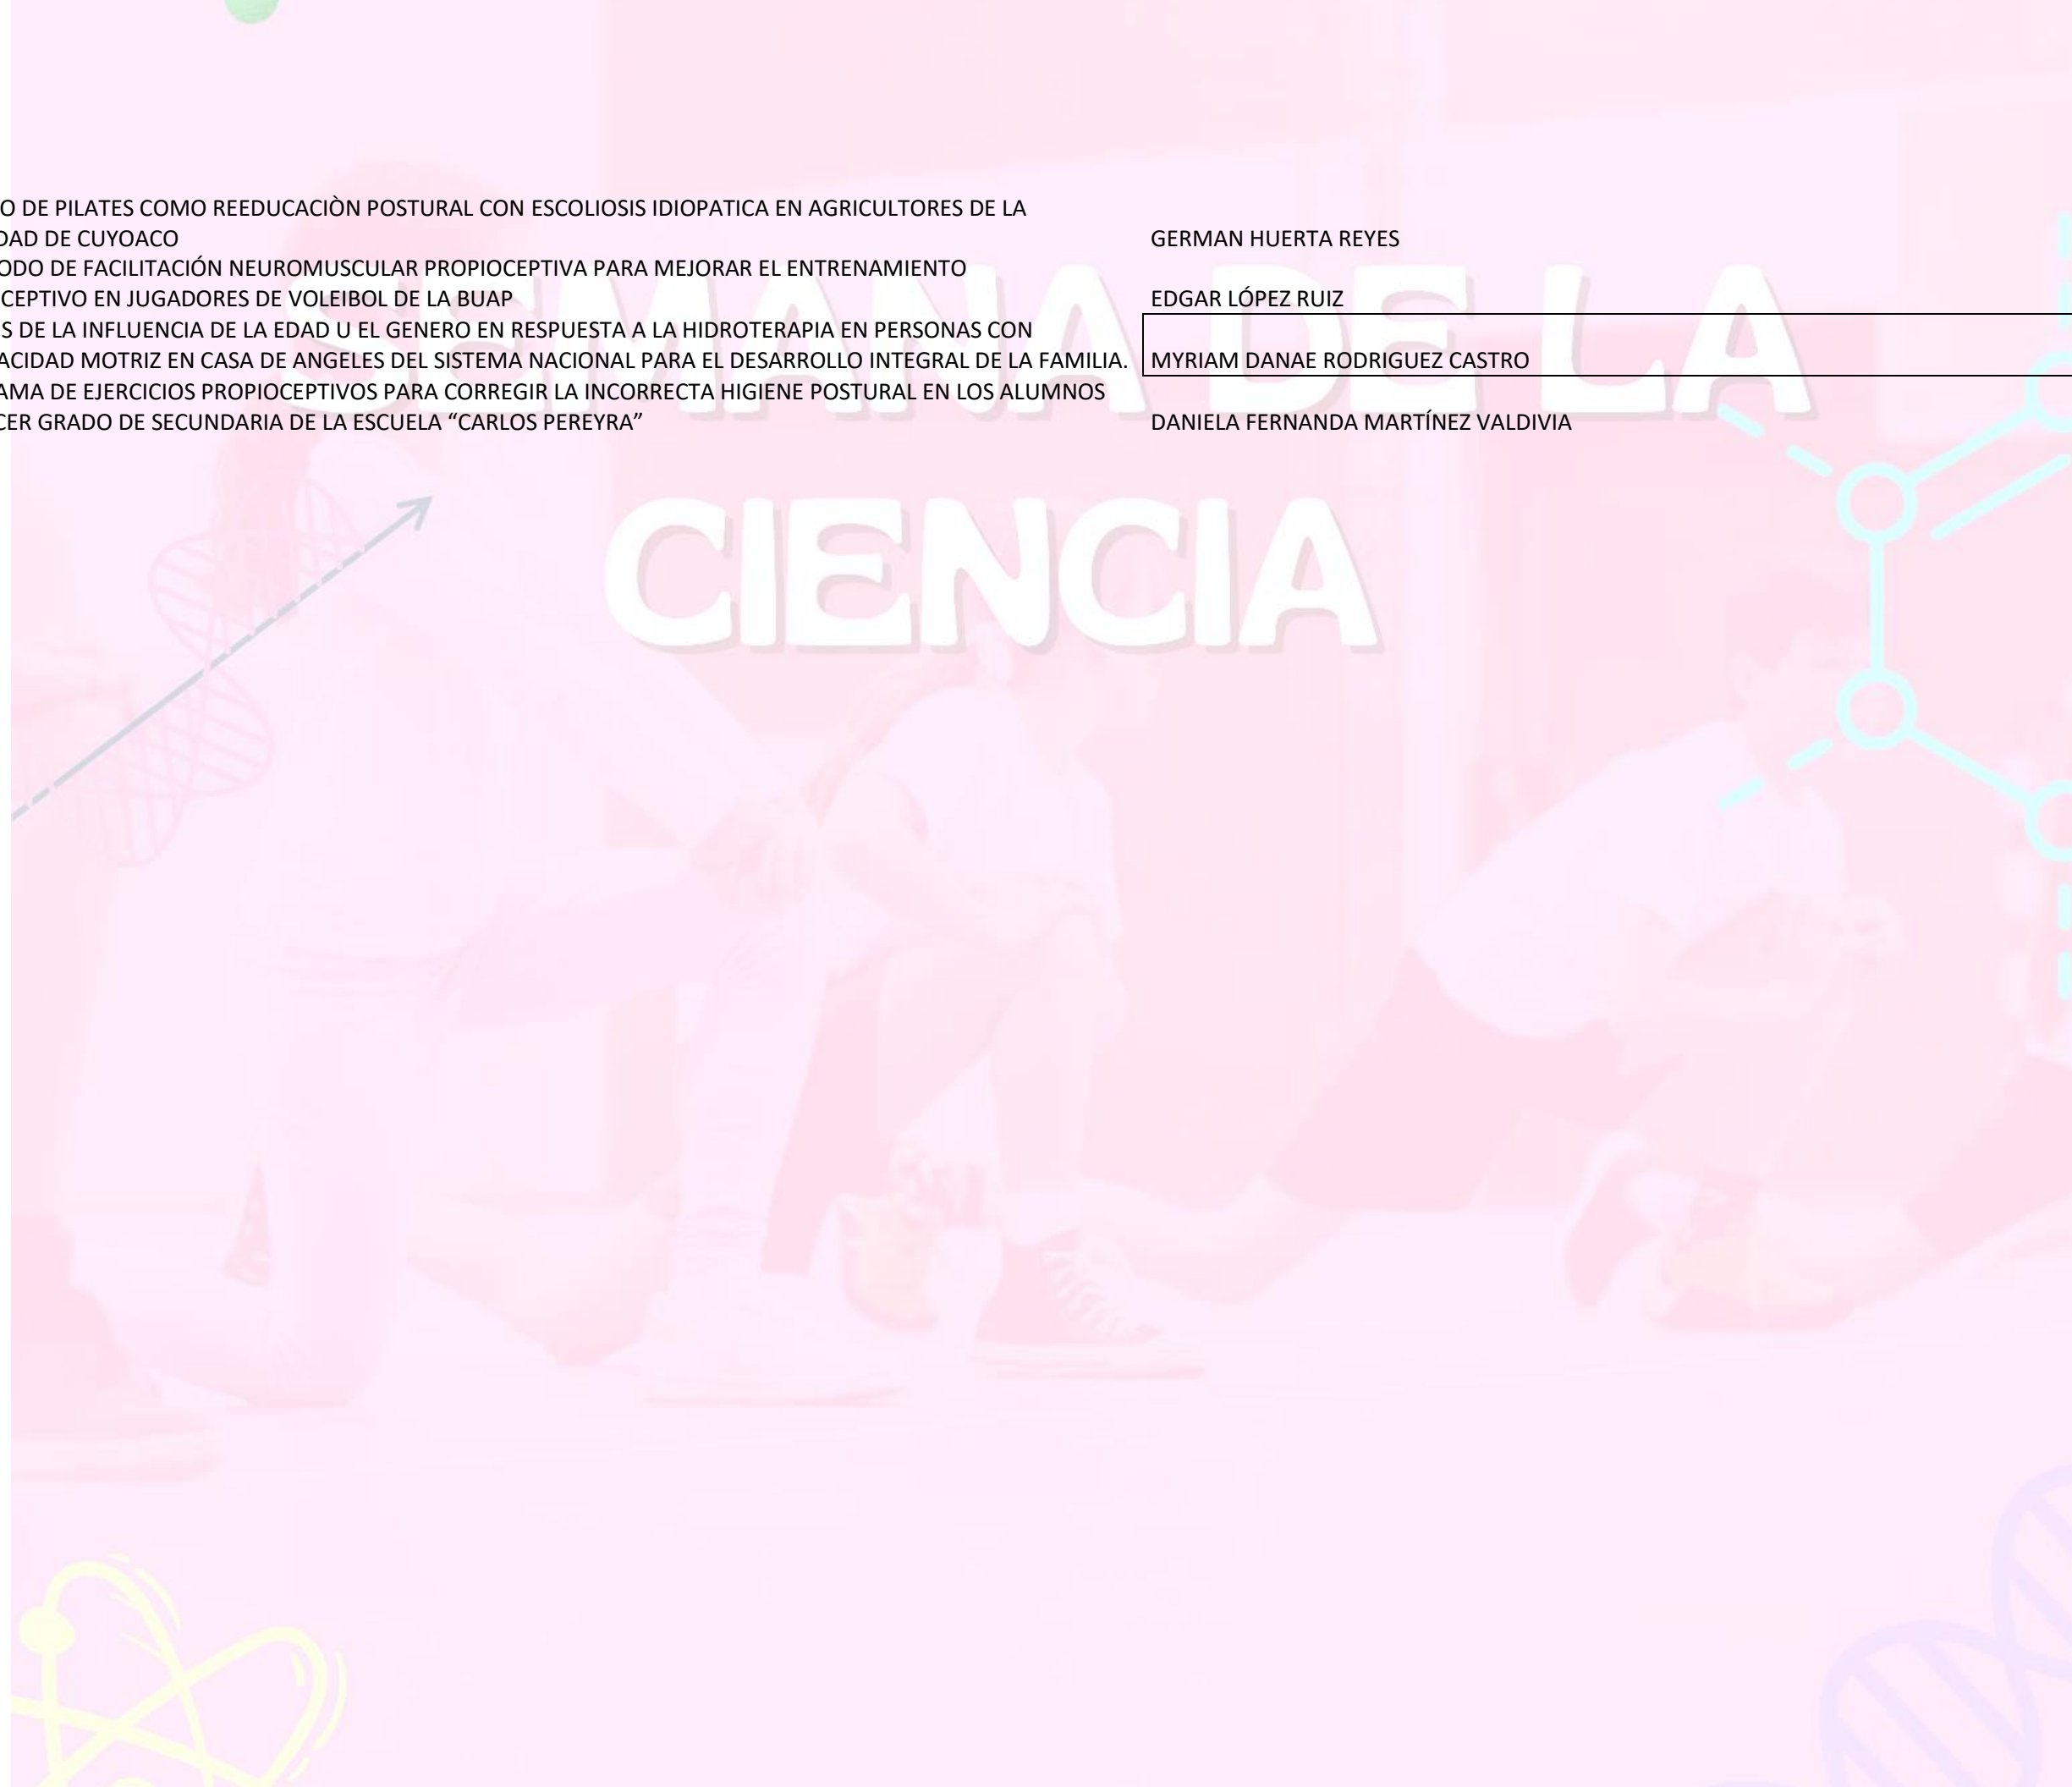 O DE PILATES COMO REEDUCACIÒN POSTURAL CON ESCOLIOSIS IDIOPATICA EN AGRICULTORES DE LA
DAD DE CUYOACO GERMAN HUERTA REYES
ODO DE FACILITACIÓN NEUROMUSCULAR PROPIOCEPTIVA PARA MEJORAR EL ENTRENAMIENTO
CEPTIVO EN JUGADORES DE VOLEIBOL DE LA BUAP EDGAR LÓPEZ RUIZ
S DE LA INFLUENCIA DE LA EDAD U EL GENERO EN RESPUESTA A LA HIDROTERAPIA EN PERSONAS CON
ACIDAD MOTRIZ EN CASA DE ANGELES DEL SISTEMA NACIONAL PARA EL DESARROLLO INTEGRAL DE LA FAMILIA. MYRIAM DANAE RODRIGUEZ CASTRO
AMA DE EJERCICIOS PROPIOCEPTIVOS PARA CORREGIR LA INCORRECTA HIGIENE POSTURAL EN LOS ALUMNOS
CER GRADO DE SECUNDARIA DE LA ESCUELA “CARLOS PEREYRA” DANIELA FERNANDA MARTÍNEZ VALDIVIA
SEMANA DE LA
CIENCIA